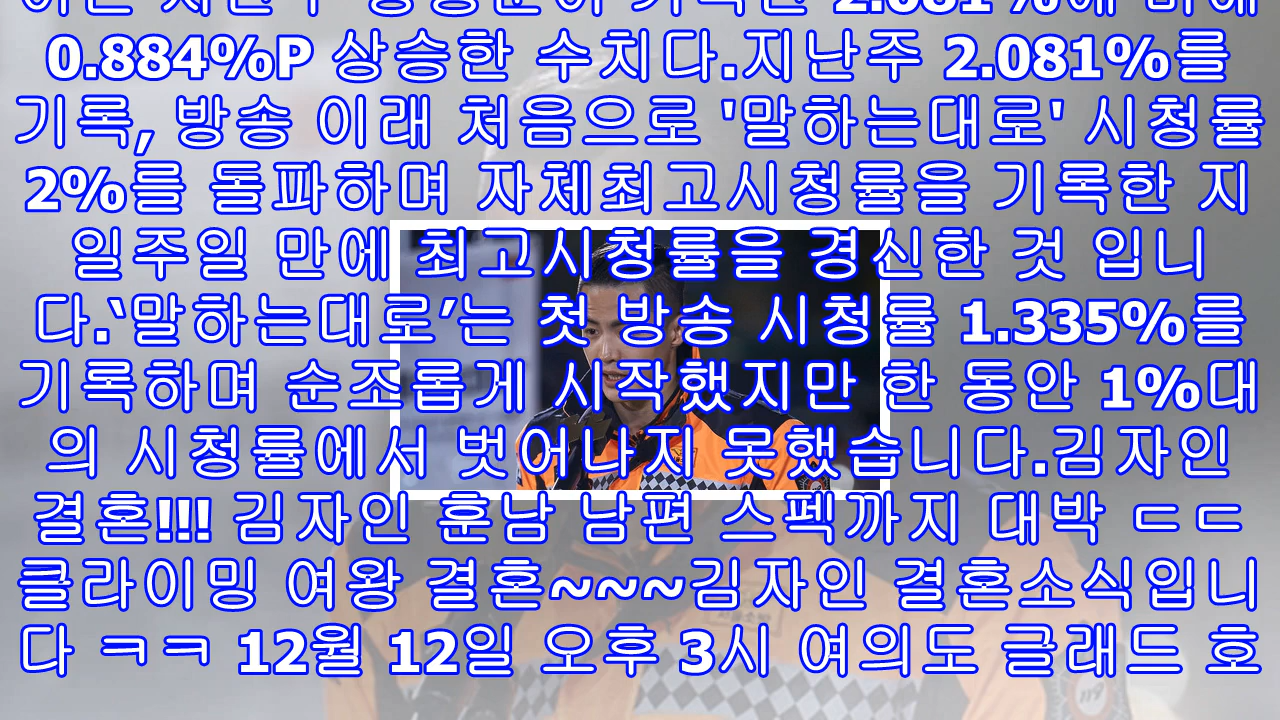 0.884%P 상승한 수치다.지난주 2.081%를
기록, 방송 이래 처음으로 '말하는대로' 시청률
2%를 돌파하며 자체최고시청률을 기록한 지
일주일 만에 최고시청률을 경신한 것 입니
다.‘말하는대로’는 첫 방송 시청률 1.335%를
기록하며 순조롭게 시작했지만 한 동안 1%대
의 시청률에서 벗어나지 못했습니다.김자인
결혼!!! 김자인 훈남 남편 스펙까지 대박 ㄷㄷ
클라이밍 여왕 결혼~~~김자인 결혼소식입니
다 ㅋㅋ 12월 12일 오후 3시 여의도 글래드 호